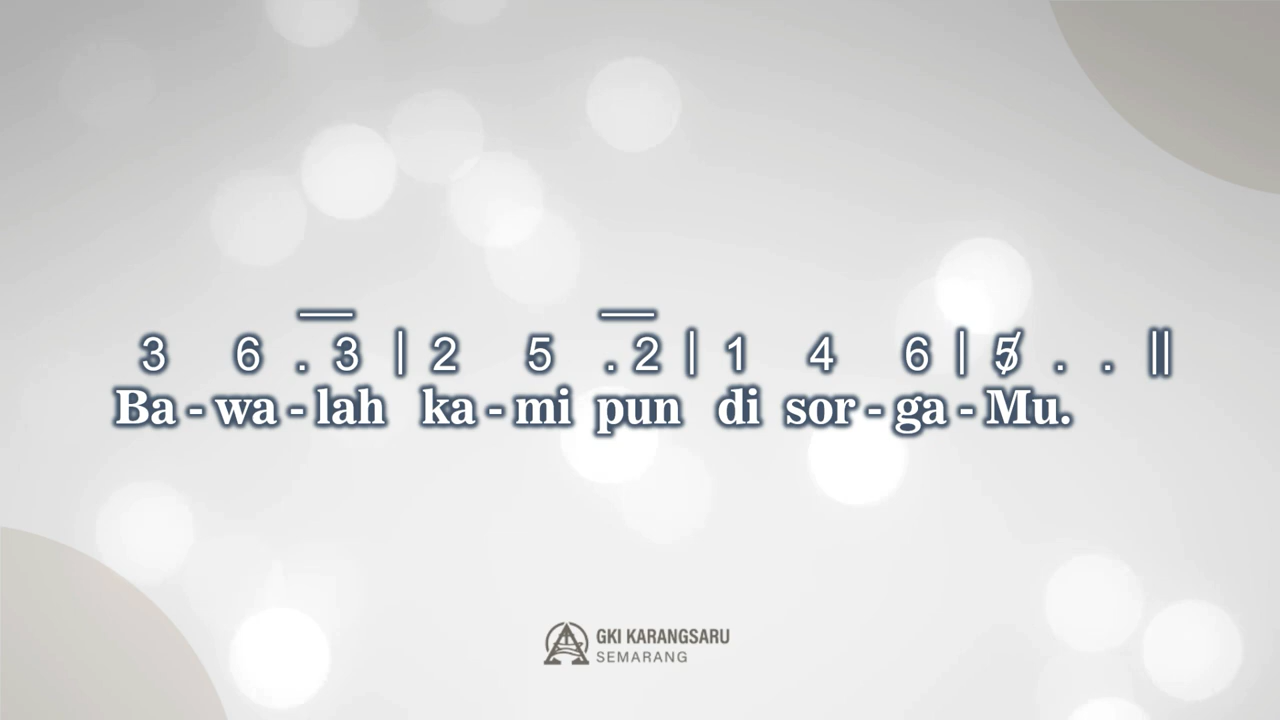 3 6 . 3 | 2 5 . 2 | 1 4 6 | 5̸ . . ||
Ba - wa - lah ka - mi pun di sor - ga - Mu.
GKI KARANGSARU
SEMARANG